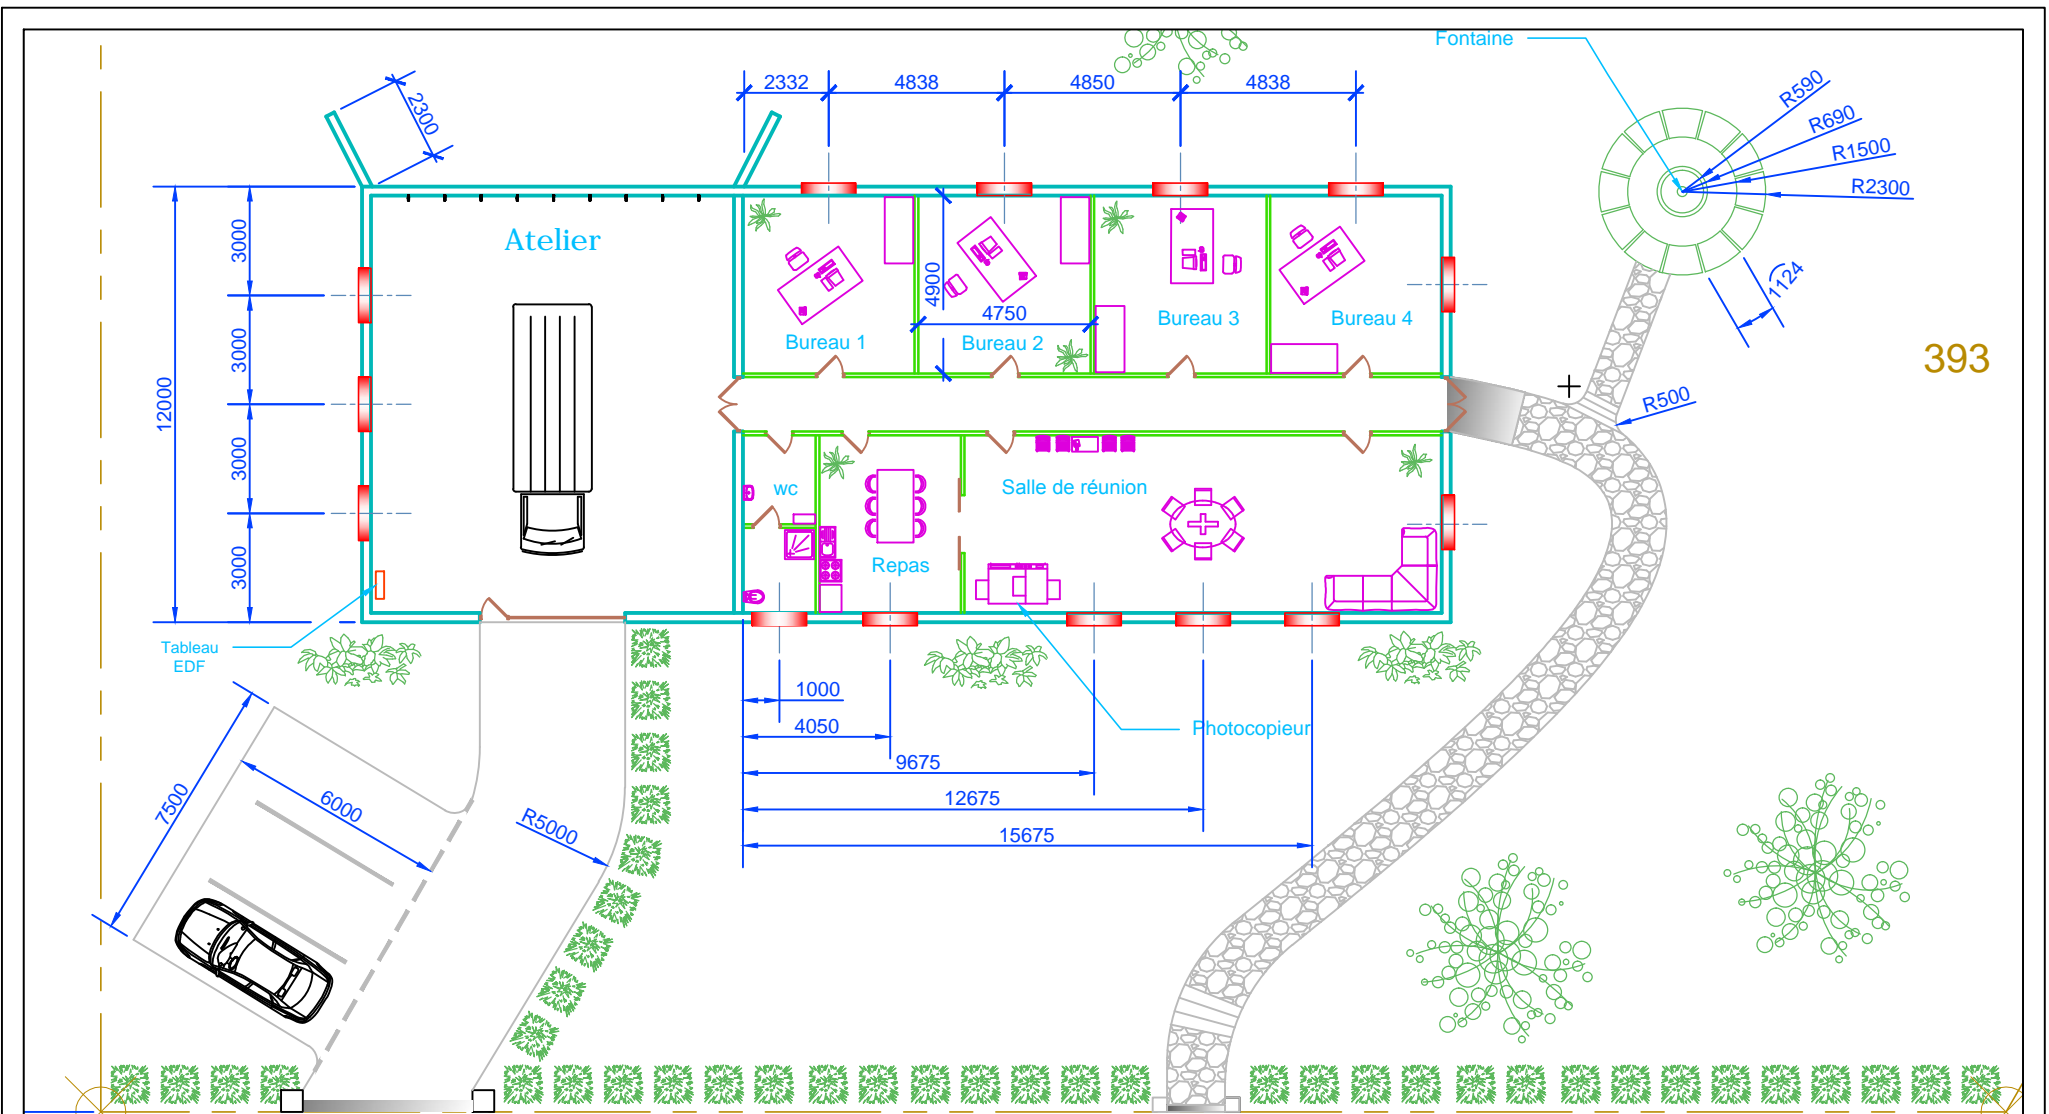 Fontaine
2332
4838
4850
4838
2300
R590
R690
R1500
R2300
1124
12000
3000
3000
3000
3000
Atelier
4900
4750
Bureau 1
Bureau 2
Bureau 3
Bureau 4
393
R500
wc
Repas
Salle de réunion
Tableau
EDF
Photocopieur
1000
4050
9675
12675
15675
7500
6000
R5000